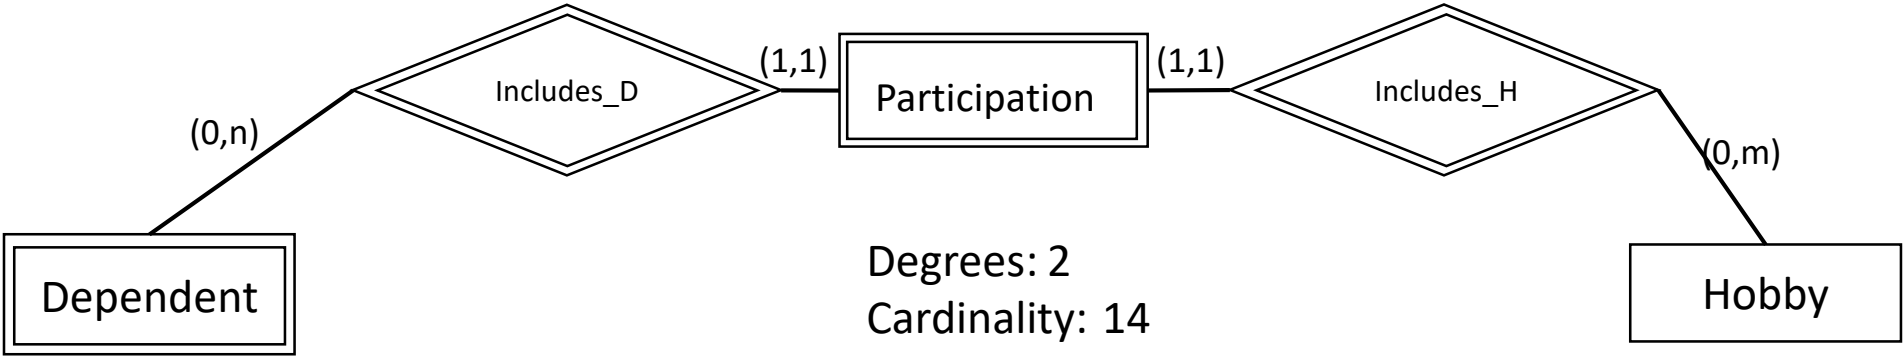 (1,1)
(1,1)
Includes_D
Participation
Includes_H
(0,n)
(0,m)
Dependent
Degrees: 2
Cardinality: 14
Hobby